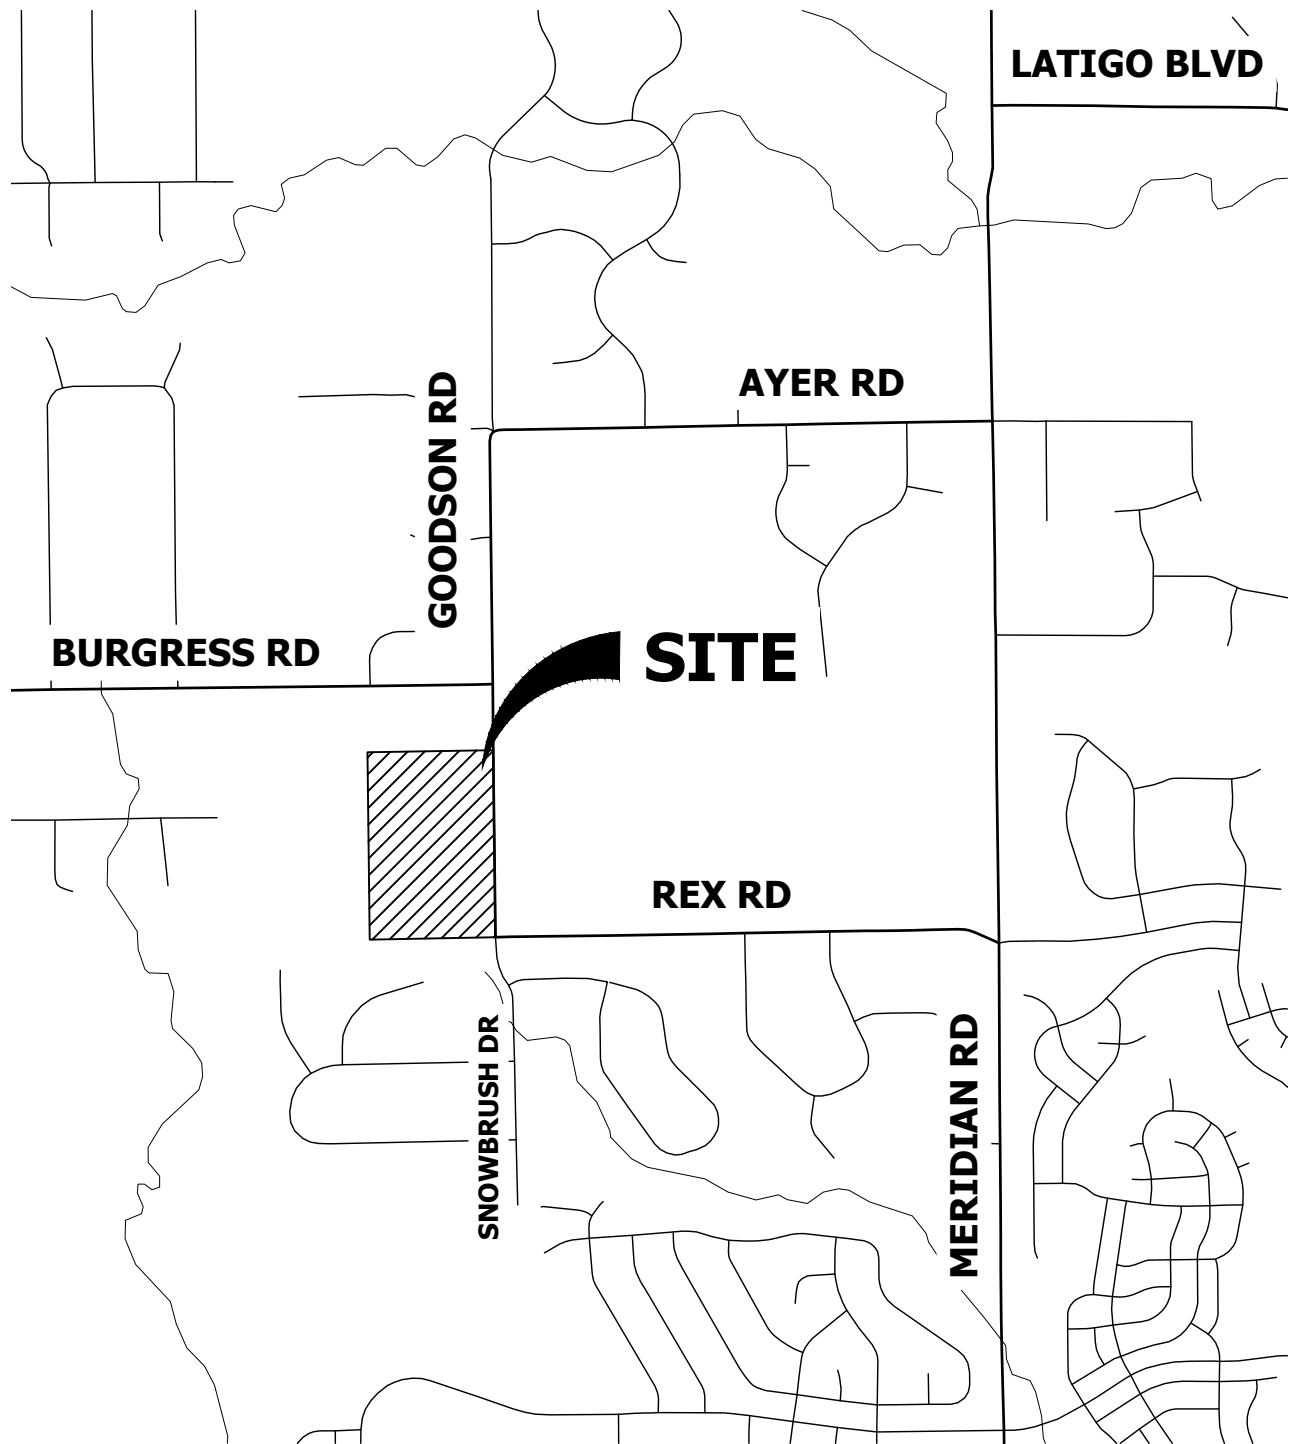 LATIGO BLVD
AYER RD
GOODSON RD
BURGRESS RD
SITE
REX RD
SNOWBRUSH DR
MERIDIAN RD